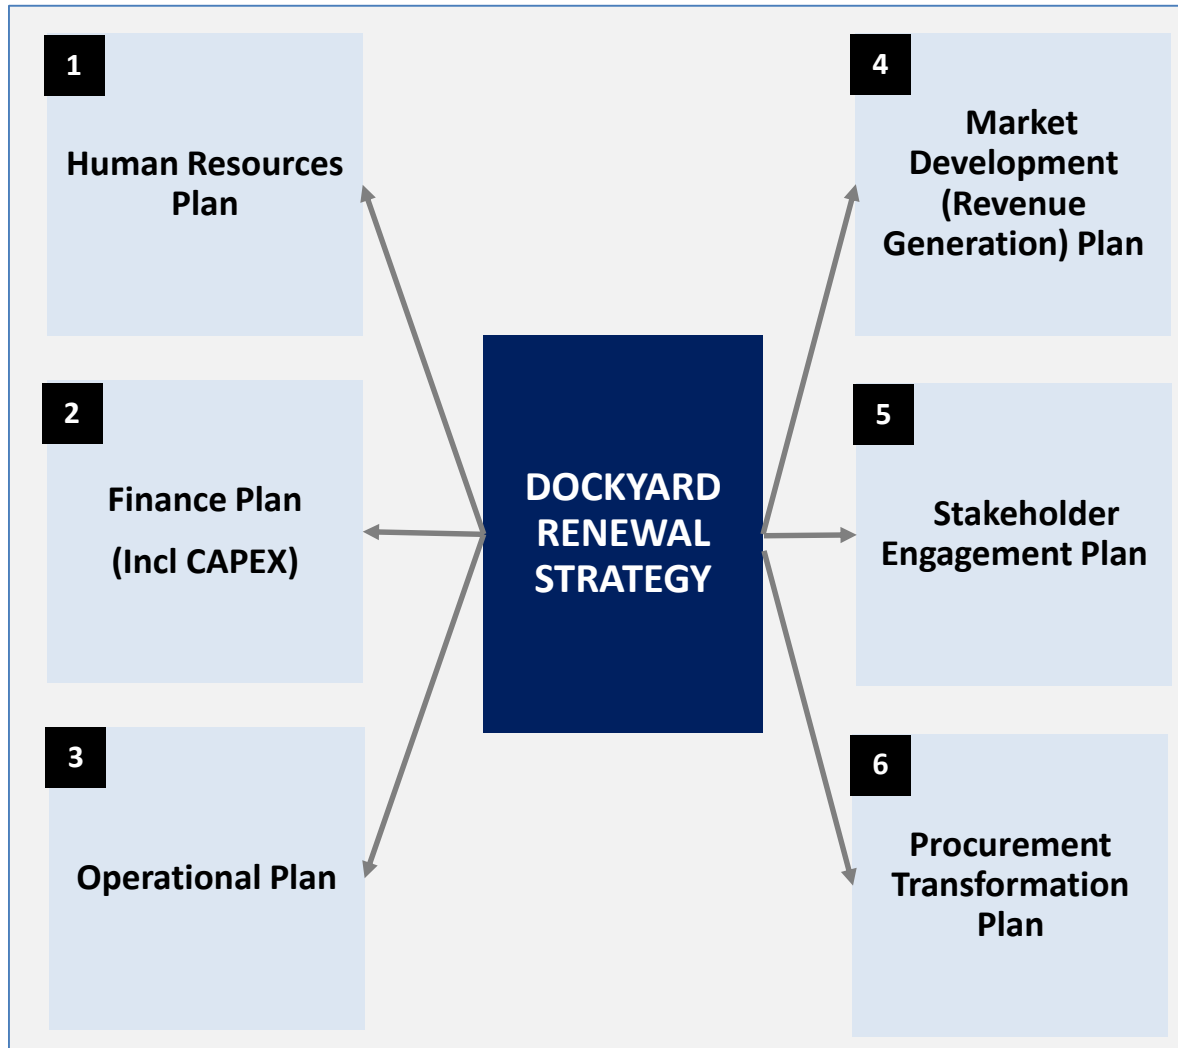 1
Human Resources
Plan
2
Finance Plan
(Incl CAPEX)
3
Operational Plan
DOCKYARD
RENEWAL
STRATEGY
4
Market
Development
(Revenue
Generation) Plan
5
Stakeholder
Engagement Plan
6
Procurement
Transformation
Plan